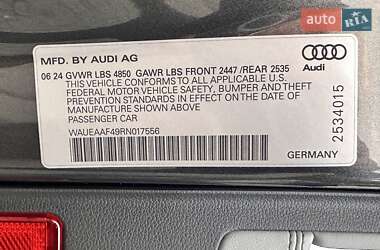 AUTO RIA
MFD. BY AUDI AG
06 24 GVWR LBS 4850 GAWR LBS FRONT 2447 /REAR 2535
THIS VEHICLE CONFORMS TO ALL APPLICABLE U.S.
FEDERAL MOTOR VEHICLE SAFETY, BUMPER AND THEFT
PREVENTION STANDARDS IN EFFECT ON THE DATE OF
MANUFACTURE SHOWN ABOVE.
PASSENGER CAR
WAUEAAF49RN017556
Audi
2534015
GERMANY